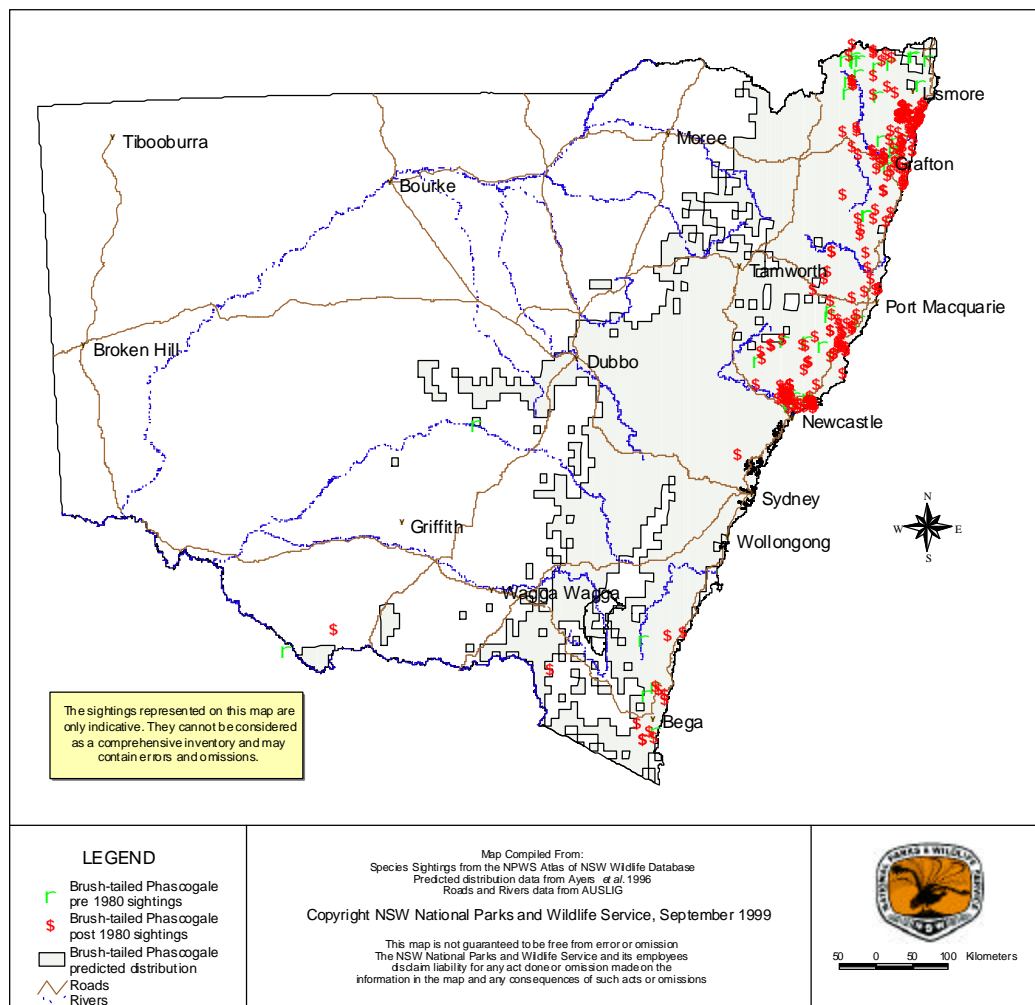 Tibooburra
Bourke
Moree
Lismore
Grafton
Tamworth
Port Macquarie
Broken Hill
Dubbo
Newcastle
Sydney
Griffith
Wollongong
Wagga Wagga
Bega
N
W E
S
The sightings represented on this map are
only indicative. They cannot be considered
as a comprehensive inventory and may
contain errors and omissions.
LEGEND
r Brush-tailed Phascogale
pre 1980 sightings
$ Brush-tailed Phascogale
post 1980 sightings
Brush-tailed Phascogale
predicted distribution
Roads
Rivers
Map Compiled From:
Species Sightings from the NPWS Atlas of NSW Wildlife Database
Predicted distribution data from Ayers et al. 1996
Roads and Rivers data from AUSLIG
Copyright NSW National Parks and Wildlife Service, September 1999
This map is not guaranteed to be free from error or omission
The NSW National Parks and Wildlife Service and its employees
disclaim liability for any act done or omission made on the
information in the map and any consequences of such acts or omissions
NATIONAL PARKS & WILDLIFE SERVICE
50 0 50 100 Kilometers